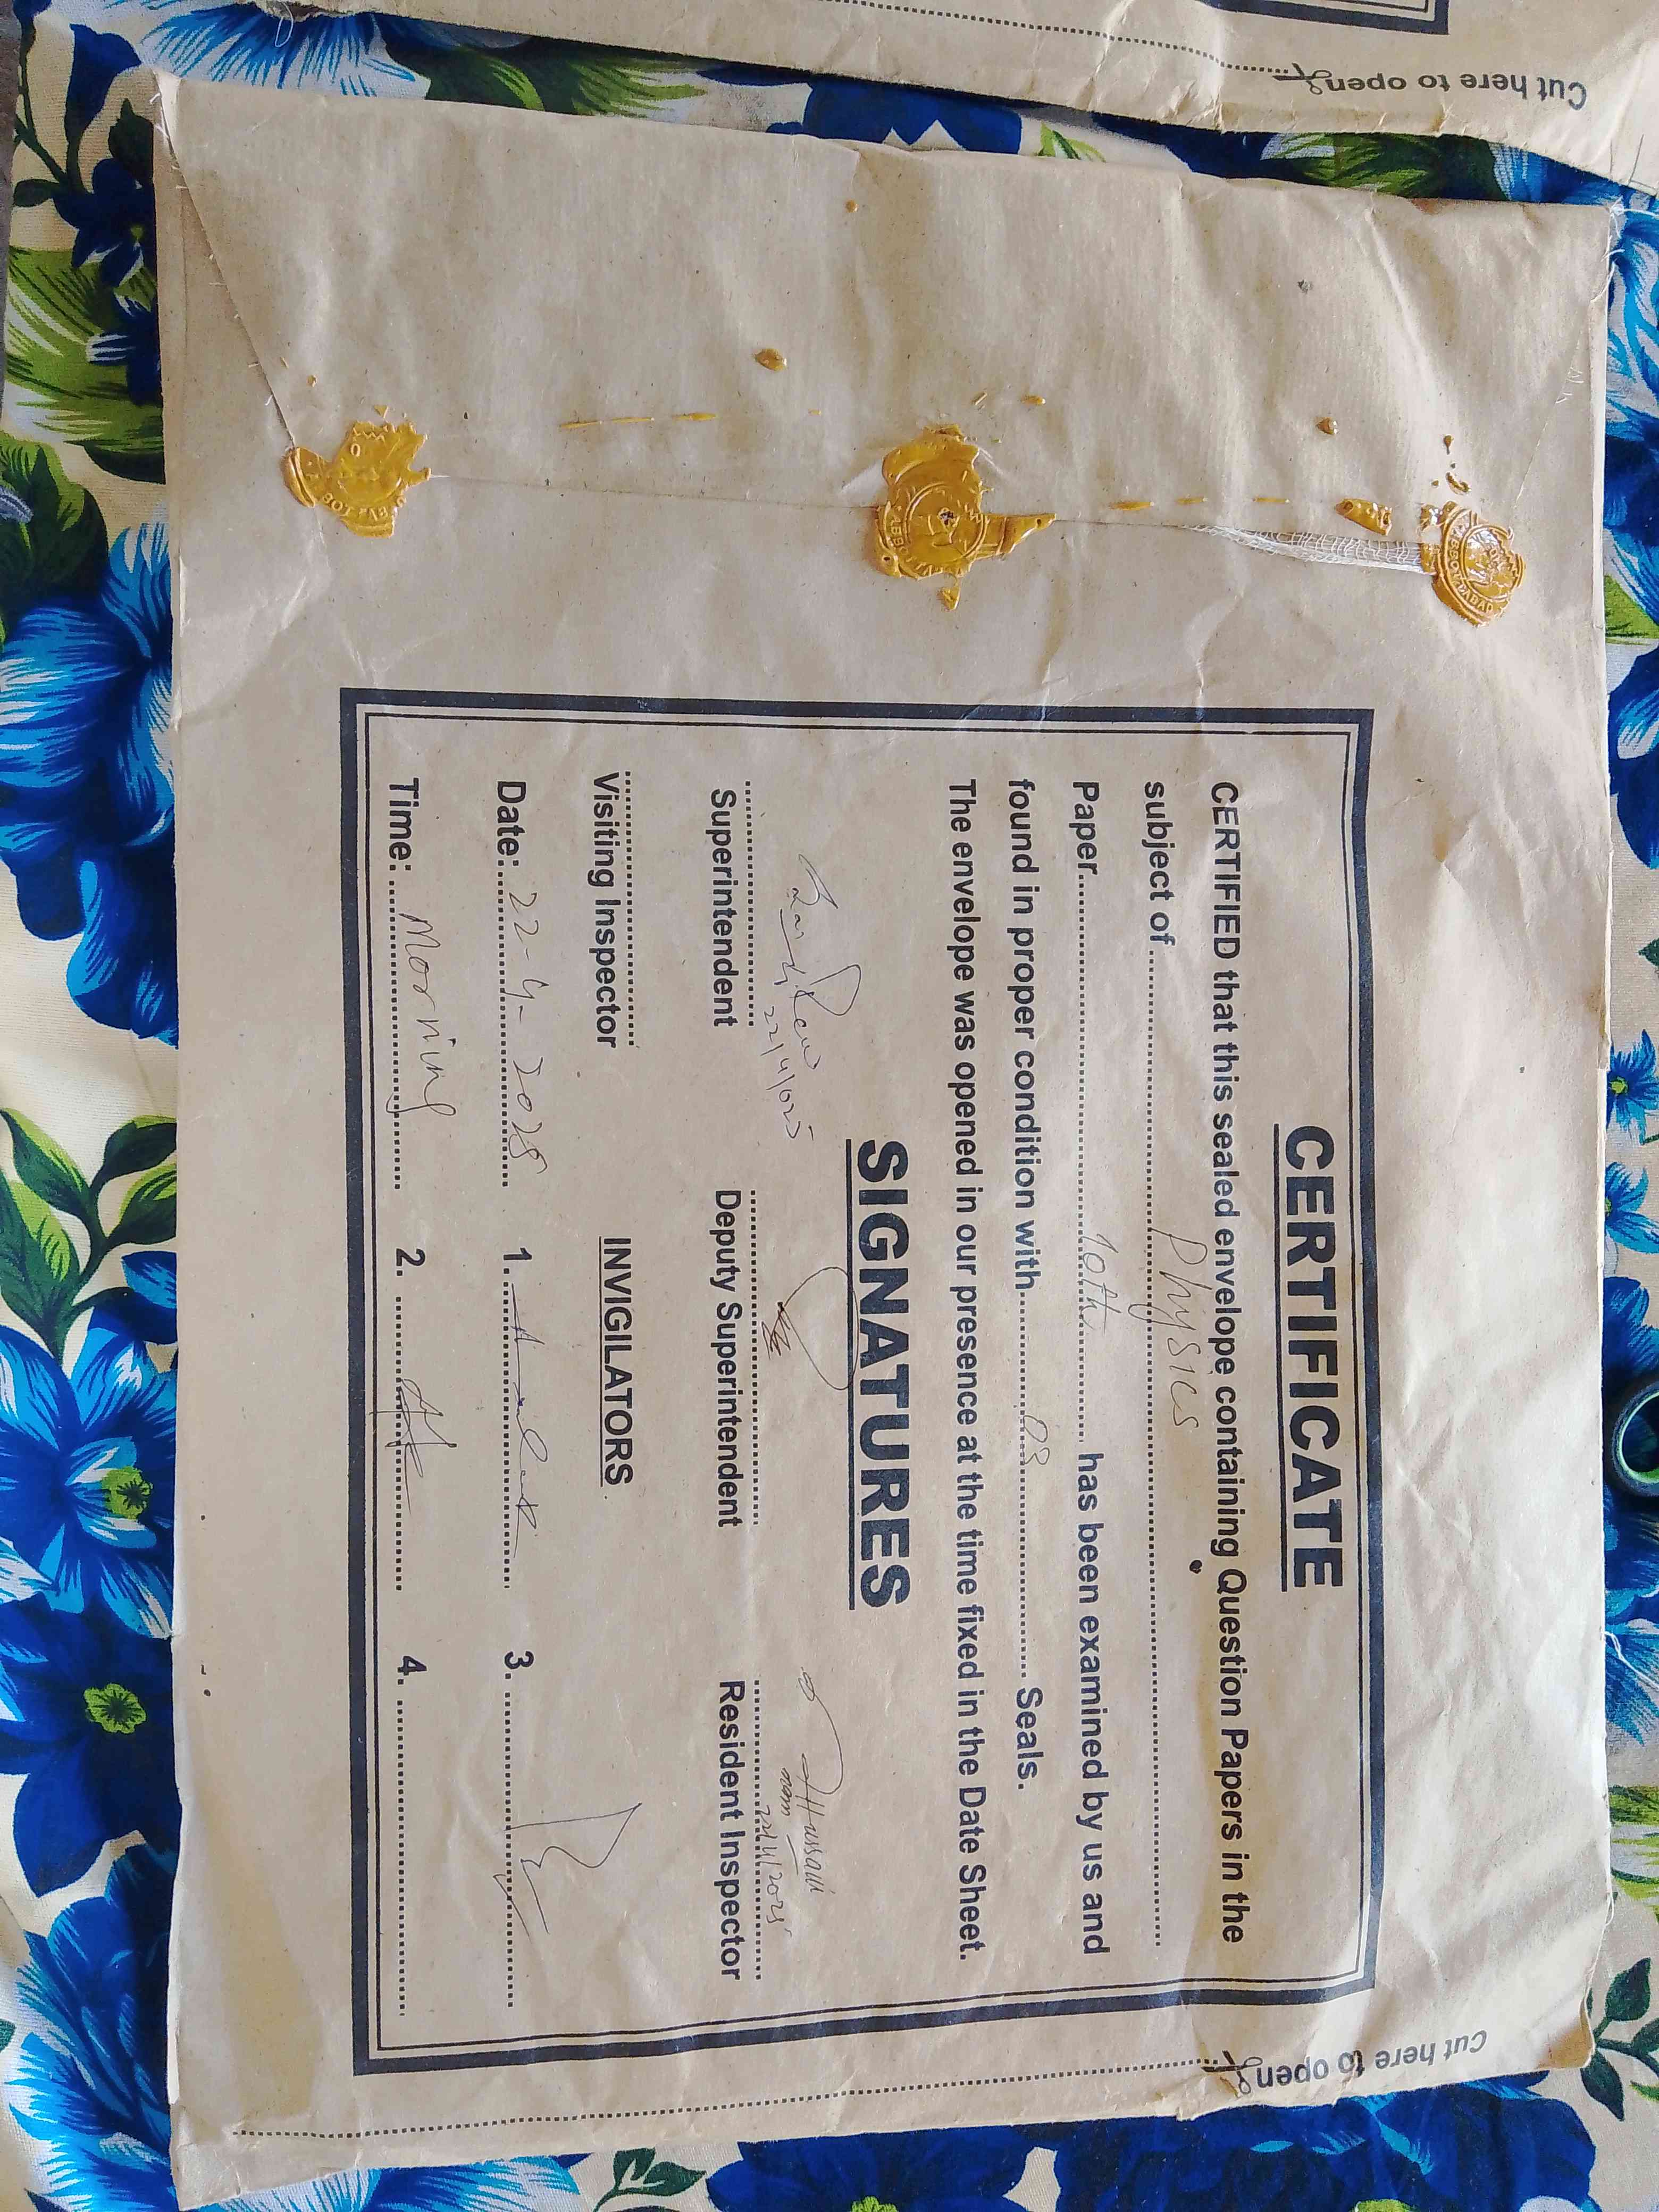 Cut here to open
CERTIFICATE
CERTIFIED that this sealed envelope containing Question Papers in the
subject of ........ Physics ........
Paper ........ 10th ........ has been examined by us and
found in proper condition with ........ 03 ........ Seals.
The envelope was opened in our presence at the time fixed in the Date Sheet.
SIGNATURES
22/4/025
22/4/2025
Superintendent Deputy Superintendent Resident Inspector
Visiting Inspector INVIGILATORS
Date: 22-4-2025 1. 3.
Time: Morning 2. 4.
Cut here to open
ABBOTTABAD